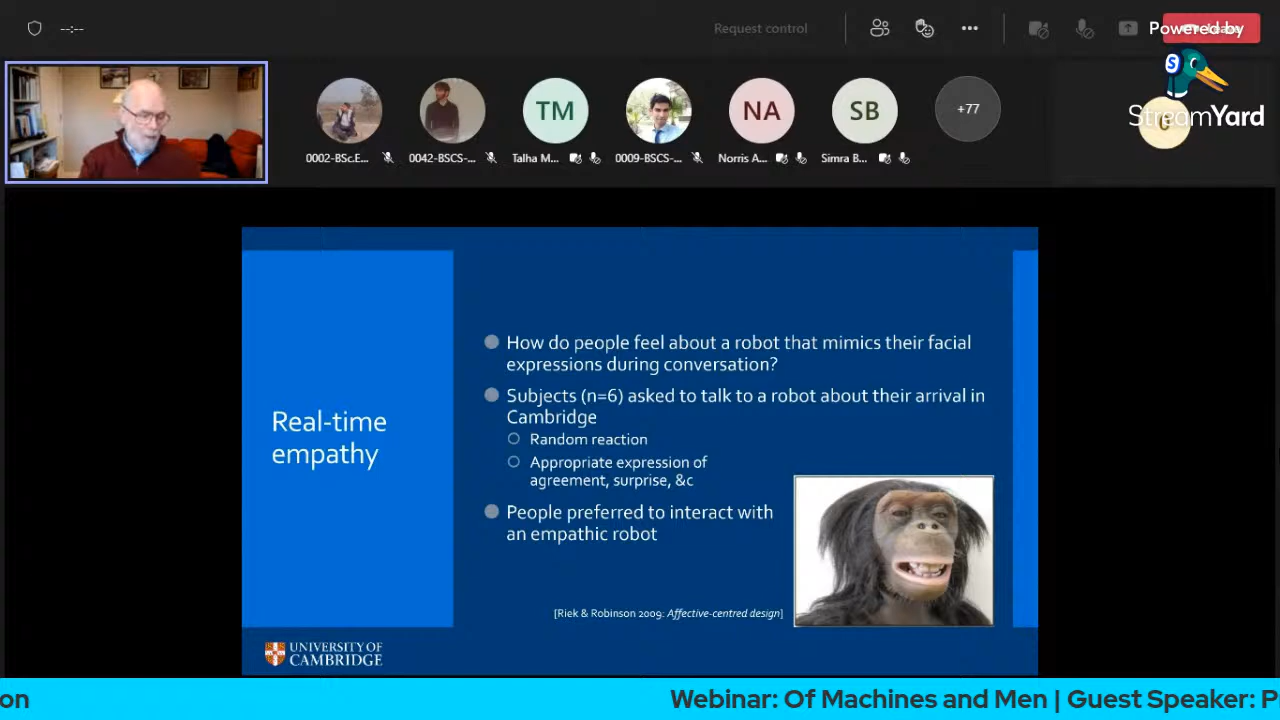 --:--
Request control
Powered by
StreamYard
TM
NA
SB
+77
0002-BSc.E...
0042-BSCS-...
Talha M...
0009-BSCS-...
Norris A...
Simra B...
How do people feel about a robot that mimics their facial
expressions during conversation?
Subjects (n=6) asked to talk to a robot about their arrival in
Cambridge
Random reaction
Appropriate expression of
agreement, surprise, &c
People preferred to interact with
an empathic robot
Real-time
empathy
[Riek & Robinson 2009: Affective-centred design]
UNIVERSITY OF
CAMBRIDGE
on
Webinar: Of Machines and Men | Guest Speaker: P